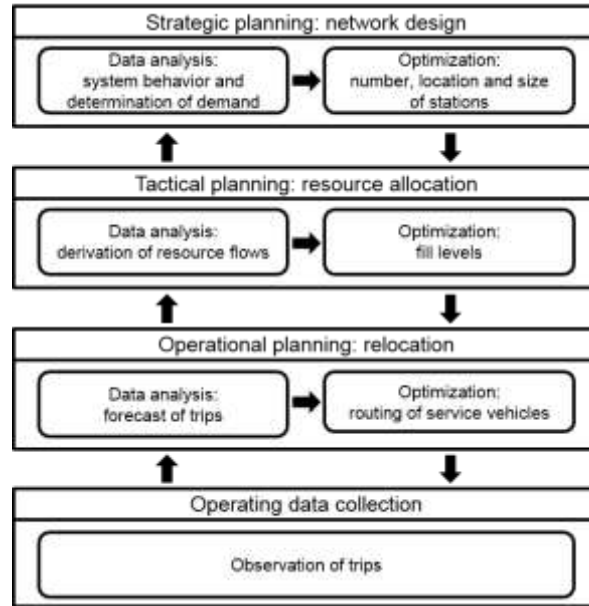 Strategic planning: network design
Data analysis:
system behavior and
determination of demand
Optimization:
number, location and size
of stations
Tactical planning: resource allocation
Data analysis:
derivation of resource flows
Optimization:
fill levels
Operational planning: relocation
Data analysis:
forecast of trips
Optimization:
routing of service vehicles
Operating data collection
Observation of trips